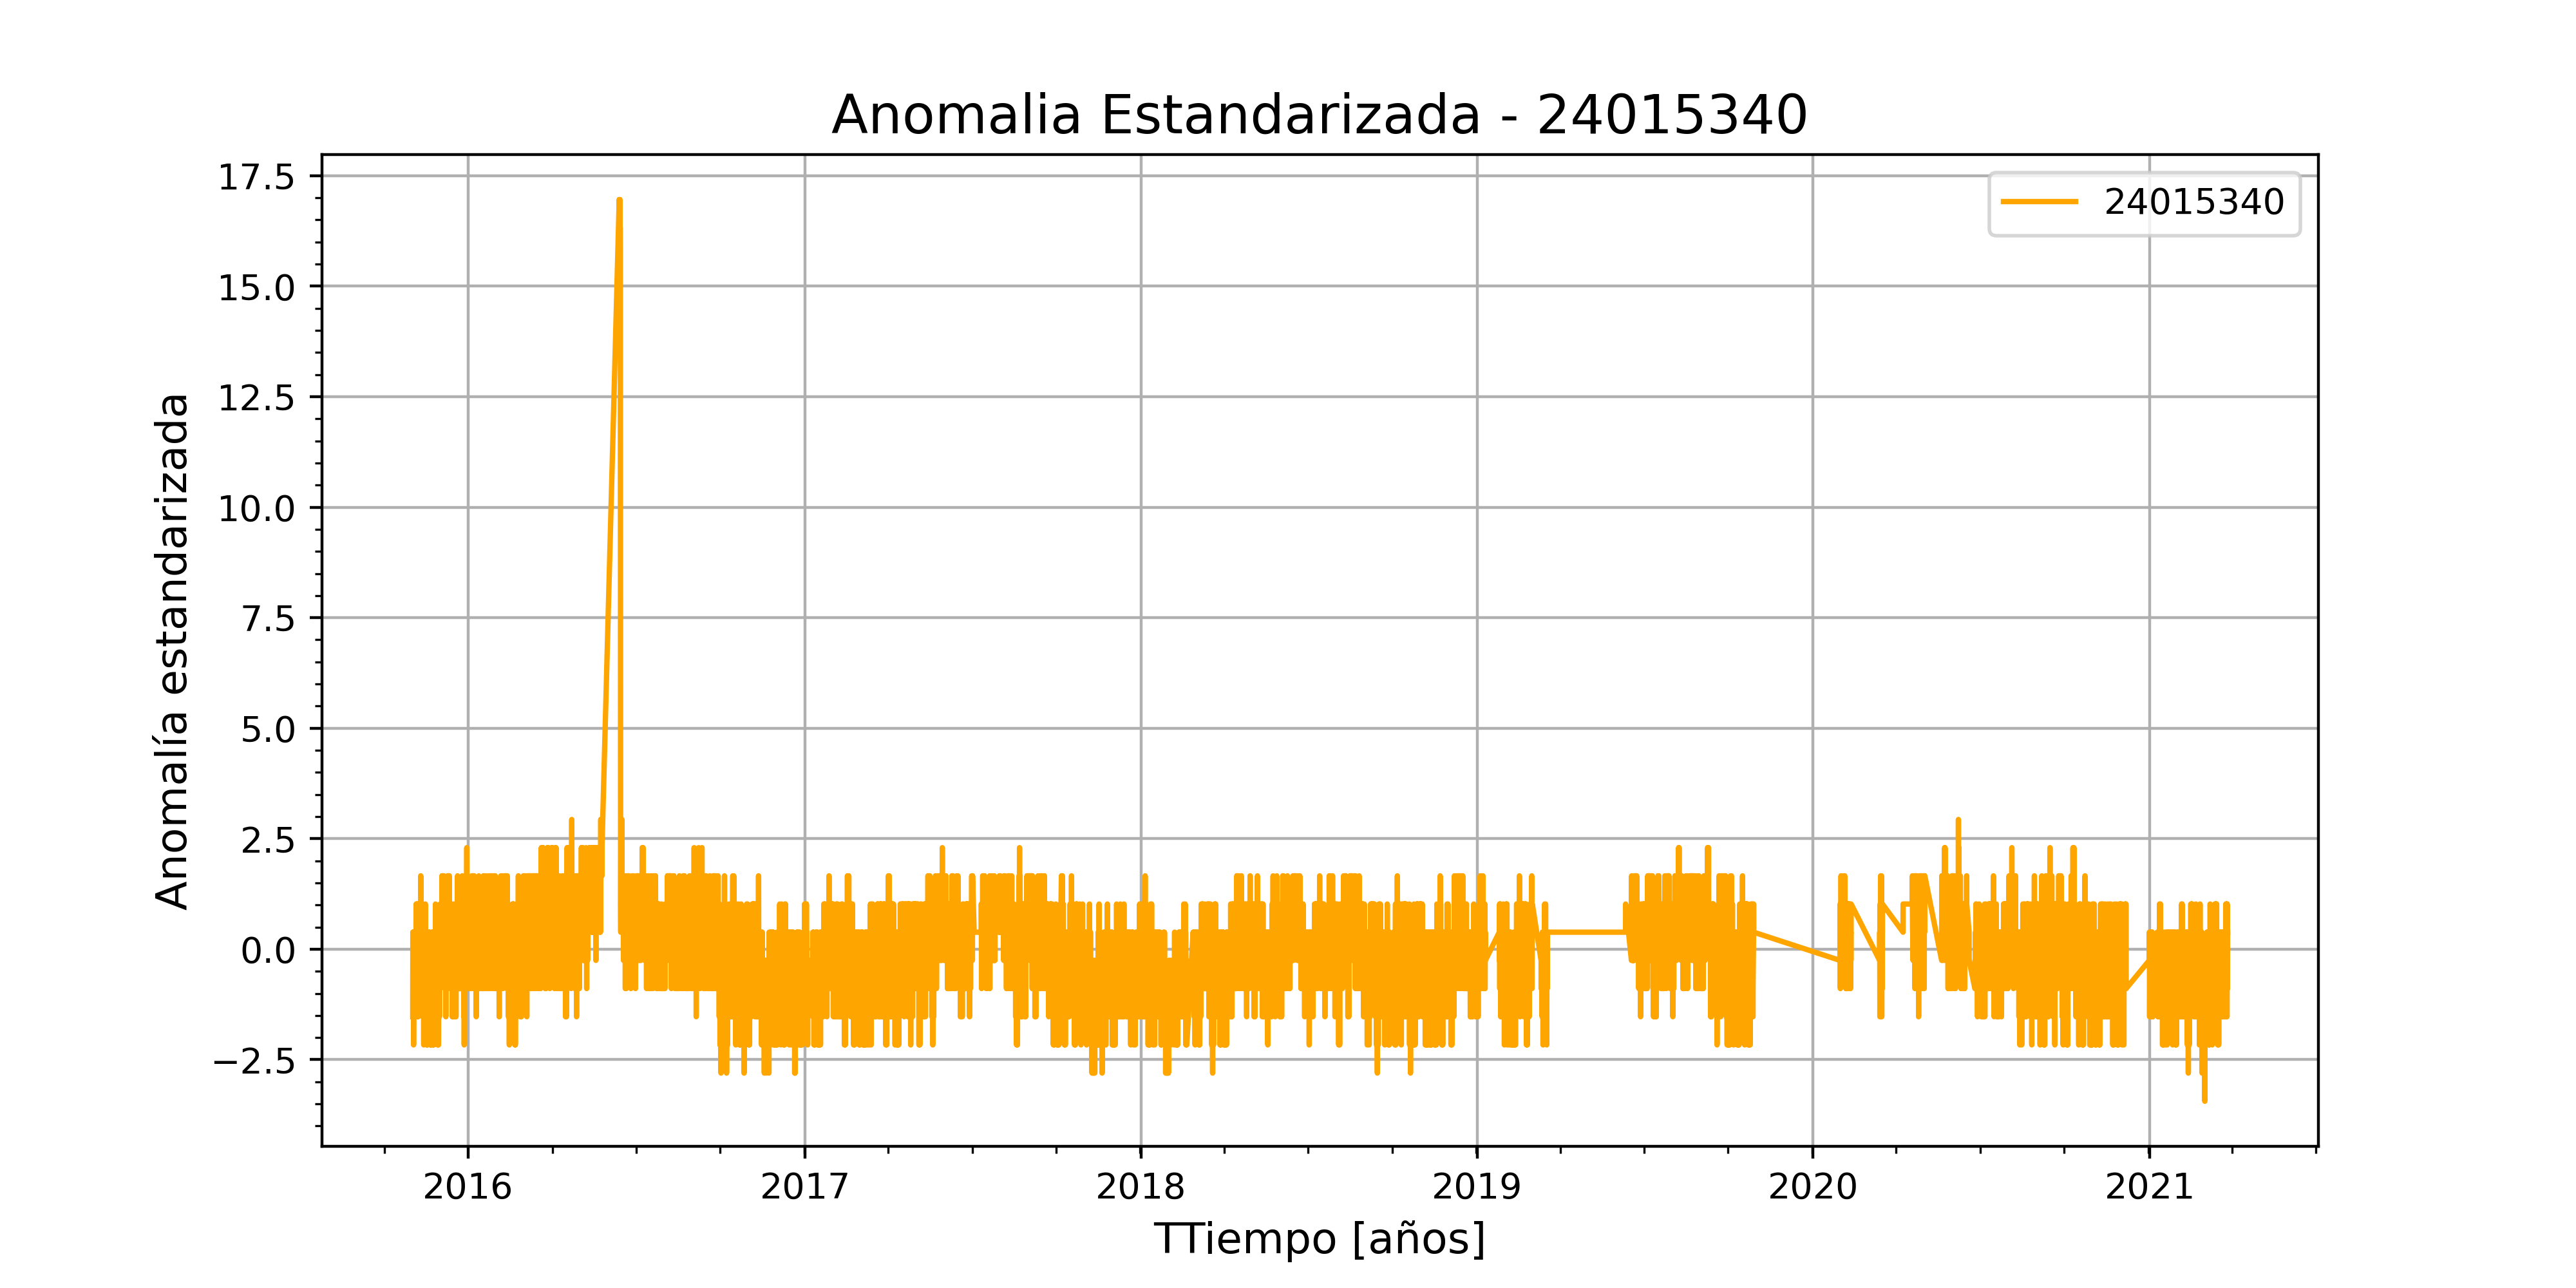 Anomalia Estandarizada - 24015340
17.5
15.0
12.5
10.0
7.5
5.0
2.5
0.0
−2.5
Anomalía estandarizada
24015340
2016 2017 2018 2019 2020 2021
TTiempo [años]